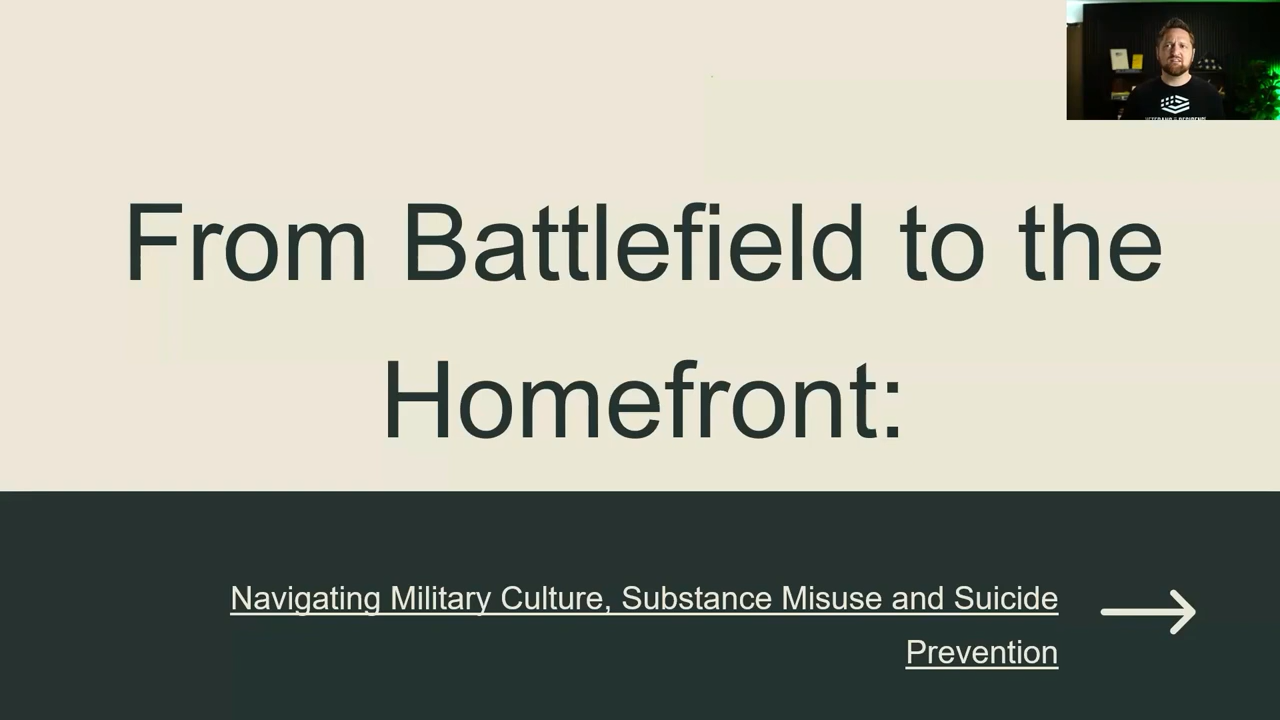 From Battlefield to the
Homefront:
Navigating Military Culture, Substance Misuse and Suicide
Prevention